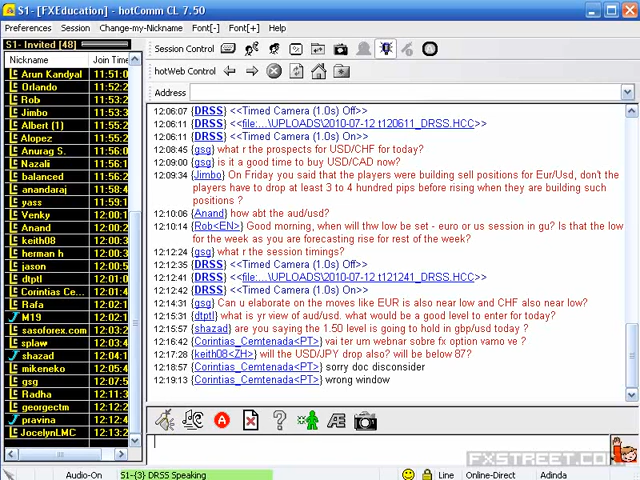 S1- [FXEducation] - hotComm CL 7.50
Preferences Session Change-my-Nickname Font[-] Font[+] Help
S1- Invited [48]
Nickname Join Time
Arun Kandyal 11:51:0
Orlando 11:52:2
Rob 11:53:2
Jimbo 11:53:3
Albert (1) 11:55:2
Alopez 11:55:2
Anurag S. 11:56:2
Nazali 11:56:1
balanced 11:56:2
anandaraj 11:58:4
yass 11:59:2
Venky 12:00:0
Anand 12:00:2
keith08 12:00:3
herman h 12:00:3
jason 12:00:2
dtptl 12:01:0
Corintias Ce... 12:01:0
Rafa 12:02:1
M19 12:02:1
sasoforex.com 12:02:1
splaw 12:03:4
shazad 12:04:1
mikeneko 12:05:2
gsg 12:07:5
Radha 12:12:2
georgectm 12:12:2
pravina 12:12:4
JocelynLMC 12:13:2
Session Control
hotWeb Control
Address
12:06:07 {DRSS} <<Timed Camera (1.0s) Off>>
12:06:11 {DRSS} <<file:...\UPLOADS\2010-07-12 t120611_DRSS.HCC>>
12:06:11 {DRSS} <<Timed Camera (1.0s) On>>
12:08:45 {gsg} what r the prospects for USD/CHF for today?
12:09:00 {gsg} is it a good time to buy USD/CAD now?
12:09:34 {Jimbo} On Friday you said that the players were building sell positions for Eur/Usd, don't the
players have to drop at least 3 to 4 hundred pips before rising when they are building such
positions ?
12:10:06 {Anand} how abt the aud/usd?
12:10:14 {Rob<EN>} Good morning, when will thw low be set - euro or us session in gu? Is that the low
for the week as you are forecasting rise for rest of the week?
12:12:24 {gsg} what r the session timings?
12:12:35 {DRSS} <<Timed Camera (1.0s) Off>>
12:12:41 {DRSS} <<file:...\UPLOADS\2010-07-12 t121241_DRSS.HCC>>
12:12:42 {DRSS} <<Timed Camera (1.0s) On>>
12:14:31 {gsg} Can u elaborate on the moves like EUR is also near low and CHF also near low?
12:15:31 {dtptl} what is yr view of aud/usd. what would be a good level to enter for today?
12:15:57 {shazad} are you saying the 1.50 level is going to hold in gbp/usd today ?
12:16:42 {Corintias_Cemtenada<PT>} vai ter um webnar sobre fx option vamo ve ?
12:17:28 {keith08<ZH>} will the USD/JPY drop also? will be below 87?
12:18:57 {Corintias_Cemtenada<PT>} sorry doc disconsider
12:19:13 {Corintias_Cemtenada<PT>} wrong window
FXSTREET.COM
Audio-On S1-{3} DRSS Speaking Line Online-Direct Adinda